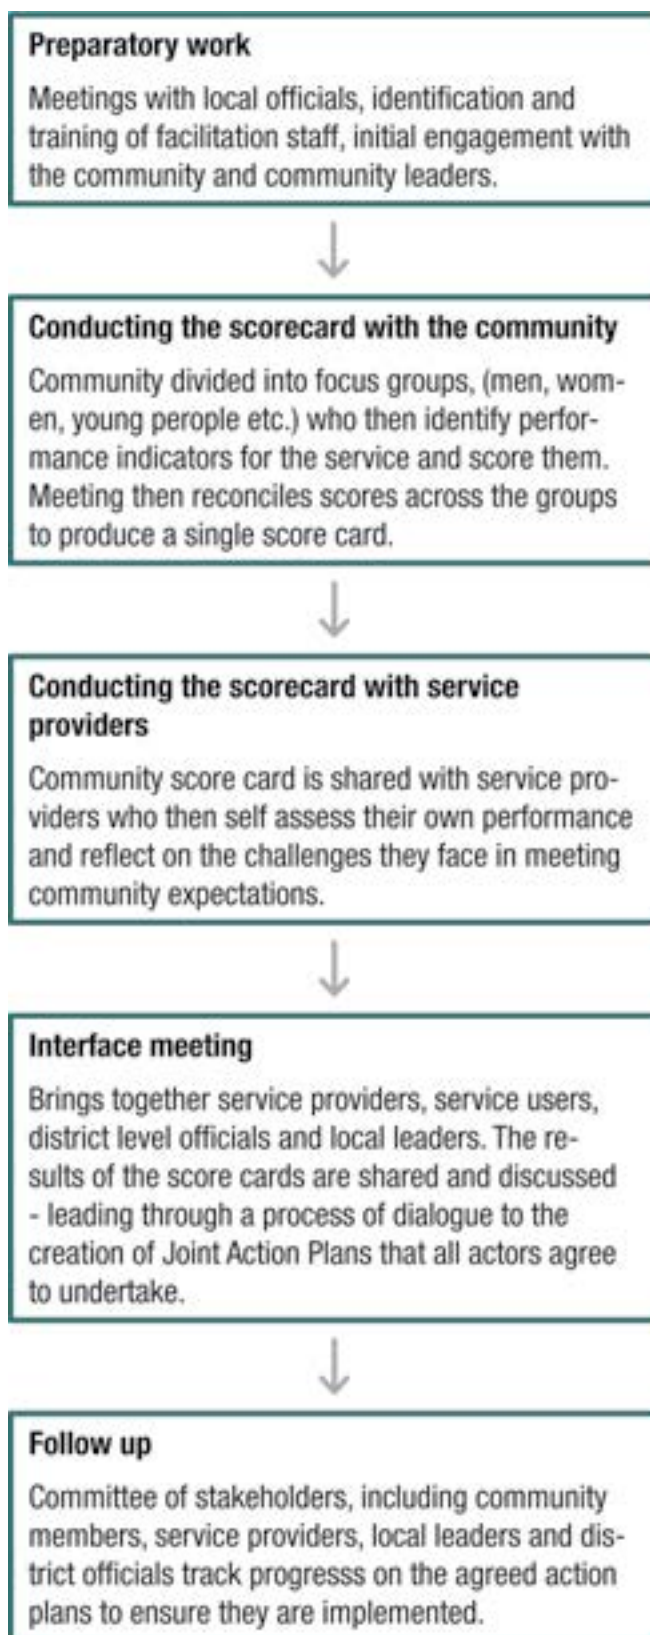 Preparatory work
Meetings with local officials, identification and
training of facilitation staff, initial engagement with
the community and community leaders.
Conducting the scorecard with the community
Community divided into focus groups, (men, wom-
en, young perople etc.) who then identify perfor-
mance indicators for the service and score them.
Meeting then reconciles scores across the groups
to produce a single score card.
Conducting the scorecard with service
providers
Community score card is shared with service pro-
viders who then self assess their own performance
and reflect on the challenges they face in meeting
community expectations.
Interface meeting
Brings together service providers, service users,
district level officials and local leaders. The re-
sults of the score cards are shared and discussed
- leading through a process of dialogue to the
creation of Joint Action Plans that all actors agree
to undertake.
Follow up
Committee of stakeholders, including community
members, service providers, local leaders and dis-
trict officials track progresss on the agreed action
plans to ensure they are implemented.